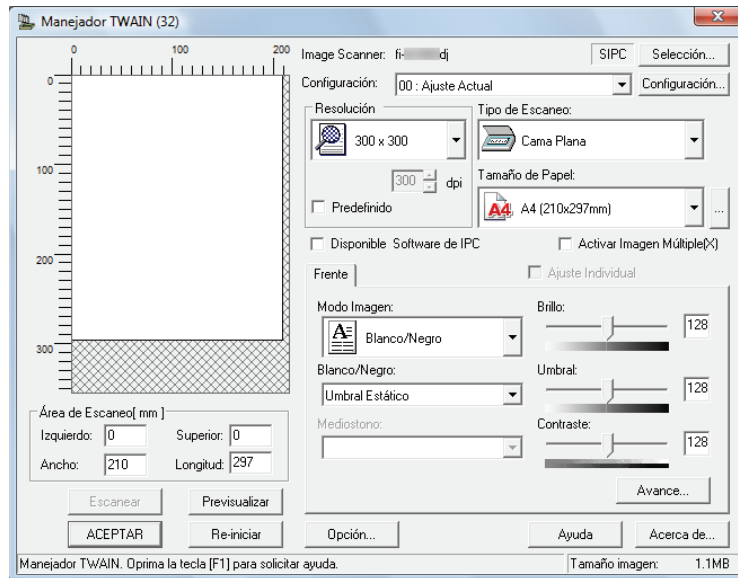 Manejador TWAIN (32)
0 100 200
0
100
200
300
Image Scanner: fi- dj
SIPC
Selección...
Configuración: 00 : Ajuste Actual
Configuración...
Resolución
300 x 300
300 dpi
Predefinido
Tipo de Escaneo:
Cama Plana
Tamaño de Papel:
A4 A4 (210x297mm)
...
Disponible Software de IPC
Activar Imagen Múltiple(X)
Frente
Ajuste Individual
Modo Imagen:
A Blanco/Negro
Blanco/Negro:
Umbral Estático
Mediostono:
Brillo:
128
Umbral:
128
Contraste:
128
Avance...
Área de Escaneo[ mm ]
Izquierdo: 0 Superior: 0
Ancho: 210 Longitud: 297
Escanear Previsualizar
ACEPTAR Re-iniciar Opción... Ayuda Acerca de...
Manejador TWAIN. Oprima la tecla [F1] para solicitar ayuda. Tamaño imagen: 1.1MB